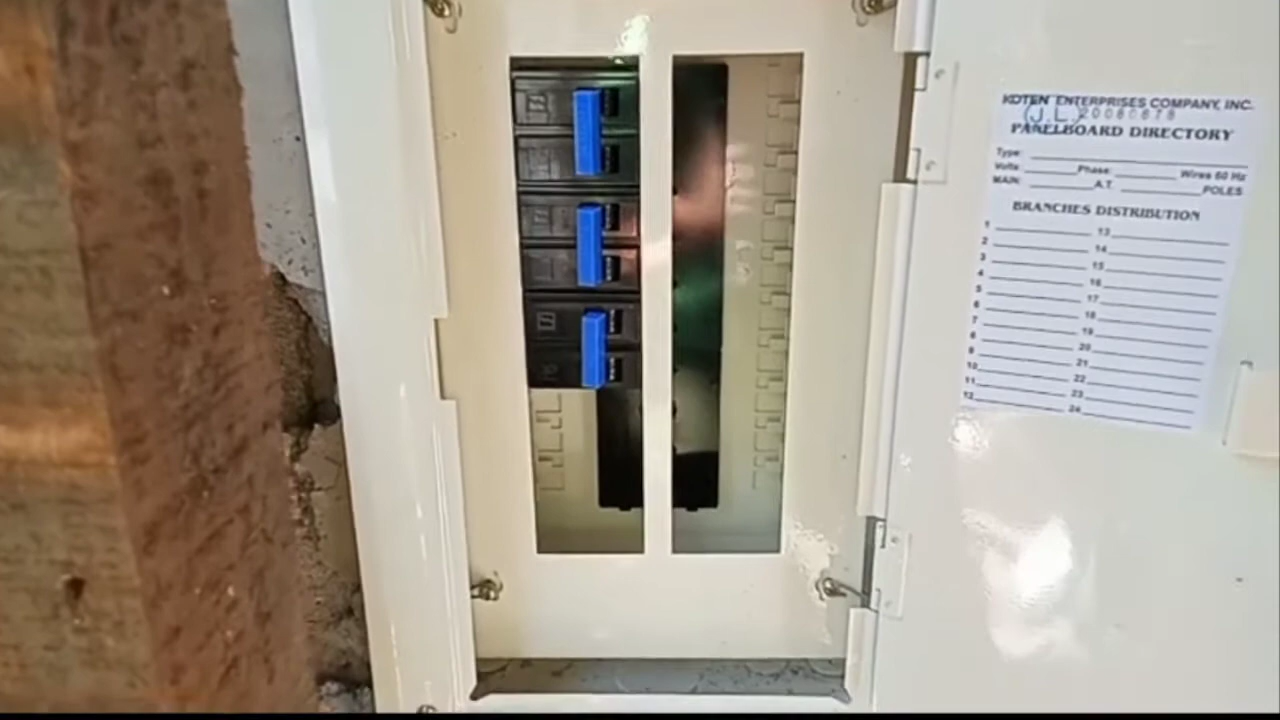 KOTEN ENTERPRISES COMPANY, INC.
(J.L.) 20080878
PANELBOARD DIRECTORY
Type:
Volts: Phase: Wires 60 Hz
MAIN: A.T. POLES
BRANCHES DISTRIBUTION
1 13
2 14
3 15
4 16
5 17
6 18
7 19
8 20
9 21
10 22
11 23
12 24